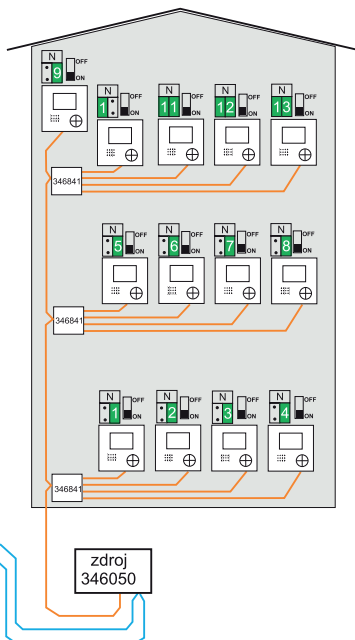 N
OFF
9
ON
N N N N
OFF OFF OFF OFF
1 11 12 13
ON ON ON ON
346841
N N N N
OFF OFF OFF OFF
5 6 7 8
ON ON ON ON
346841
N N N N
OFF OFF OFF OFF
1 2 3 4
ON ON ON ON
346841
zdroj
346050